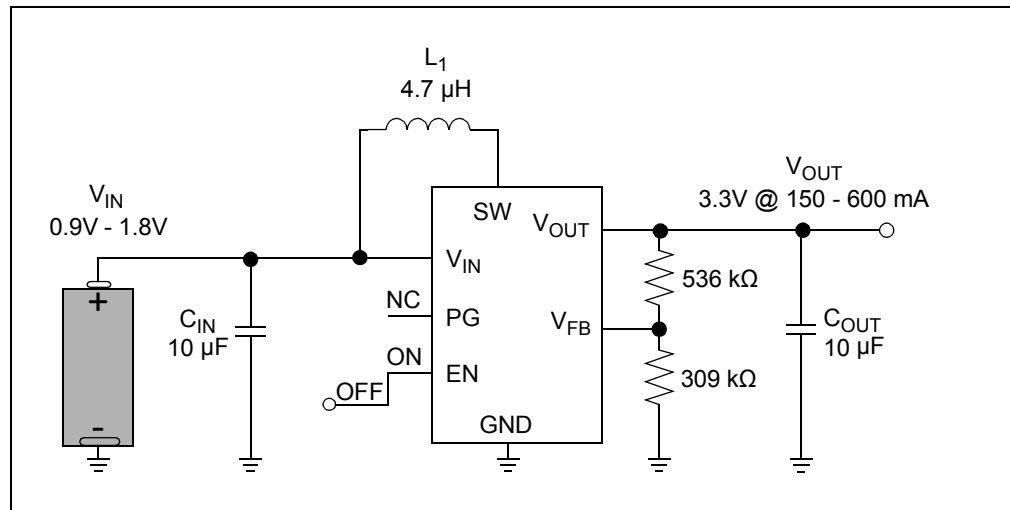 L1
4.7 µH
VIN
0.9V - 1.8V
VOUT
3.3V @ 150 - 600 mA
SW
VOUT
VIN
536 kΩ
+
CIN
10 µF
NC
PG
VFB
COUT
10 µF
ON
EN
OFF
309 kΩ
-
GND